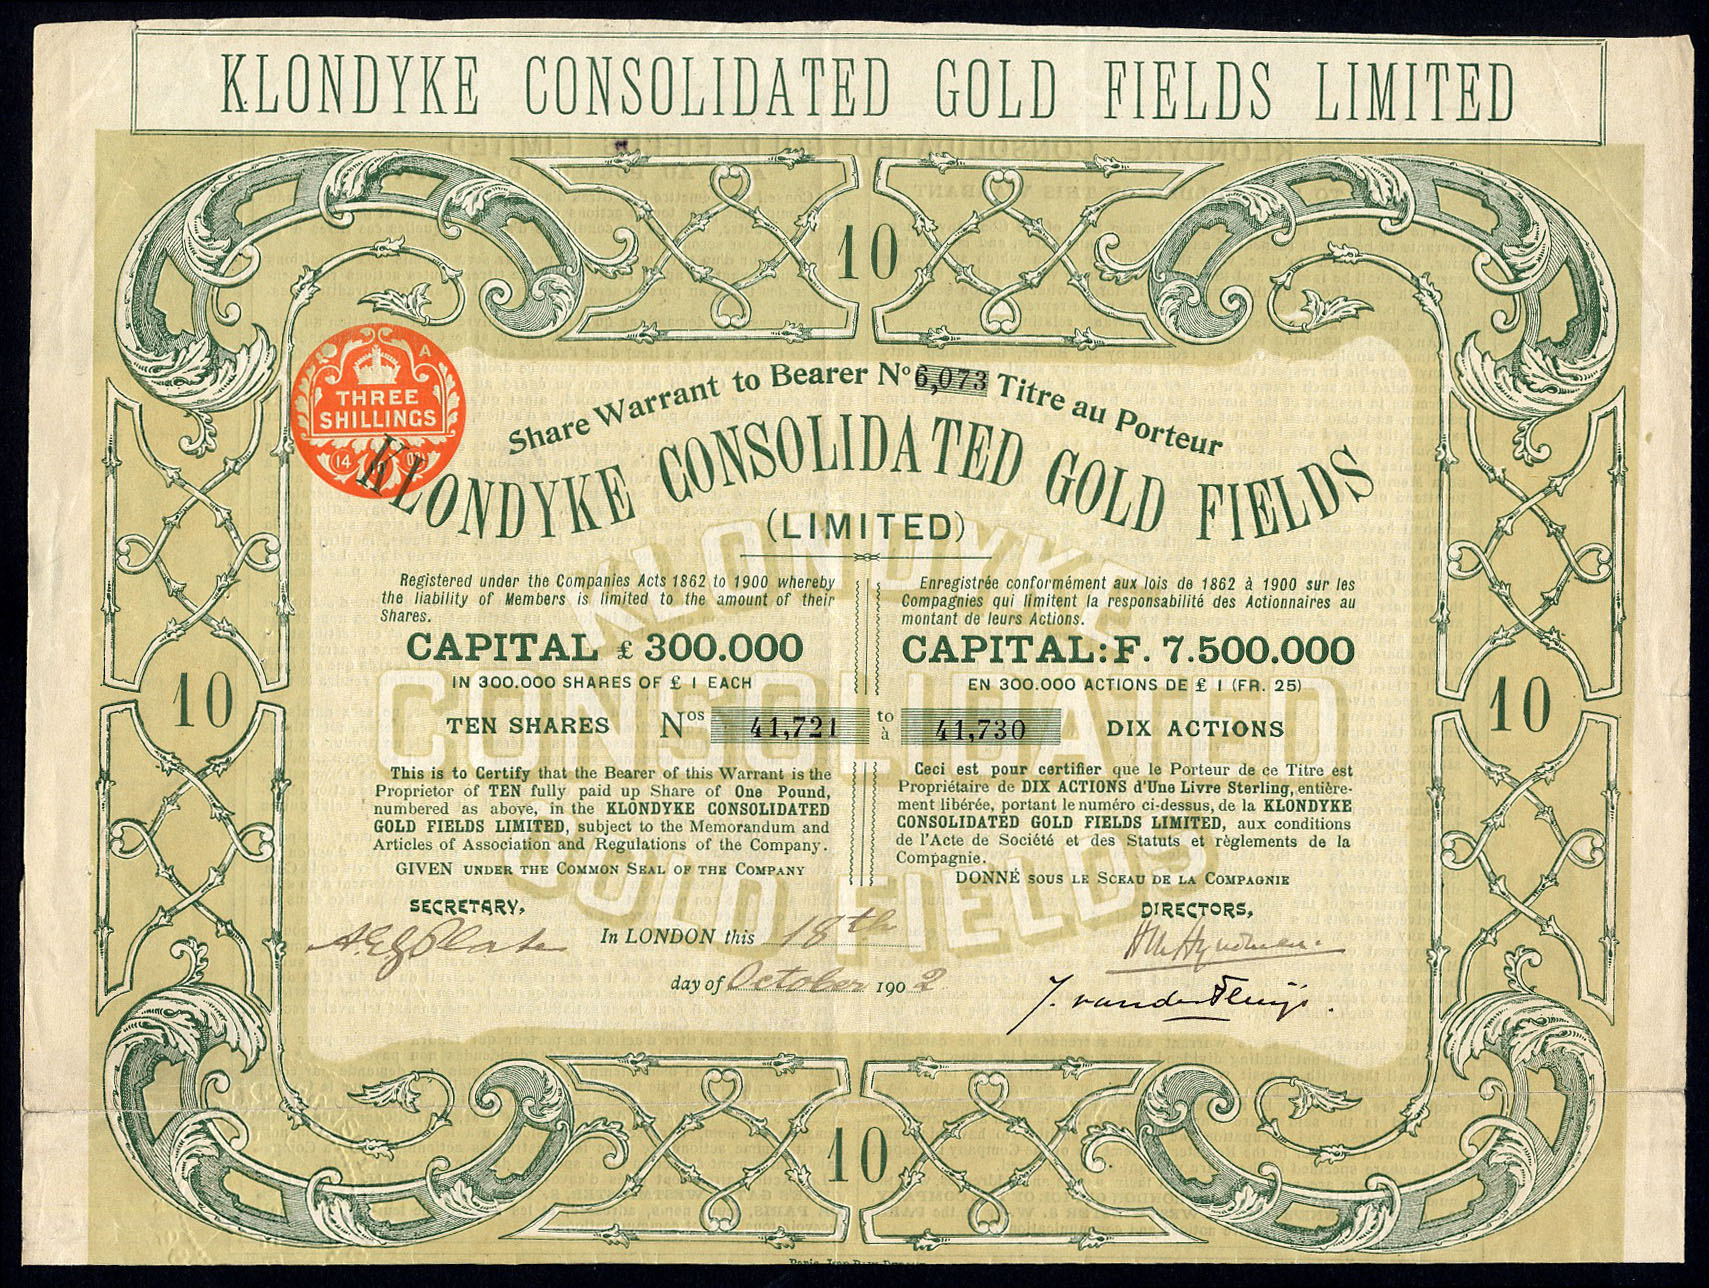 KLONDYKE CONSOLIDATED GOLD FIELDS LIMITED
10
THREE
SHILLINGS
A
14
Share Warrant to Bearer Nº 6,073 Titre au Porteur
KLONDYKE CONSOLIDATED GOLD FIELDS
(LIMITED)
KLONDYKE
CONSOLIDATED
GOLD FIELDS
Registered under the Companies Acts 1862 to 1900 whereby
the liability of Members is limited to the amount of their
Shares.
CAPITAL £ 300.000
IN 300.000 SHARES OF £ 1 EACH
Enregistrée conformément aux lois de 1862 à 1900 sur les
Compagnies qui limitent la responsabilité des Actionnaires au
montant de leurs Actions.
CAPITAL: F. 7.500.000
EN 300.000 ACTIONS DE £ 1 (FR. 25)
10
10
TEN SHARES Nos 41,721 to à 41,730 DIX ACTIONS
This is to Certify that the Bearer of this Warrant is the
Proprietor of TEN fully paid up Share of One Pound,
numbered as above, in the KLONDYKE CONSOLIDATED
GOLD FIELDS LIMITED, subject to the Memorandum and
Articles of Association and Regulations of the Company.
GIVEN UNDER THE COMMON SEAL OF THE COMPANY
Ceci est pour certifier que le Porteur de ce Titre est
Propriétaire de DIX ACTIONS d'Une Livre Sterling, entière-
ment libérée, portant le numéro ci-dessus, de la KLONDYKE
CONSOLIDATED GOLD FIELDS LIMITED, aux conditions
de l'Acte de Société et des Statuts et règlements de la
Compagnie.
DONNÉ SOUS LE SCEAU DE LA COMPAGNIE
SECRETARY,
DIRECTORS,
In LONDON this 18th
day of October 1902
10